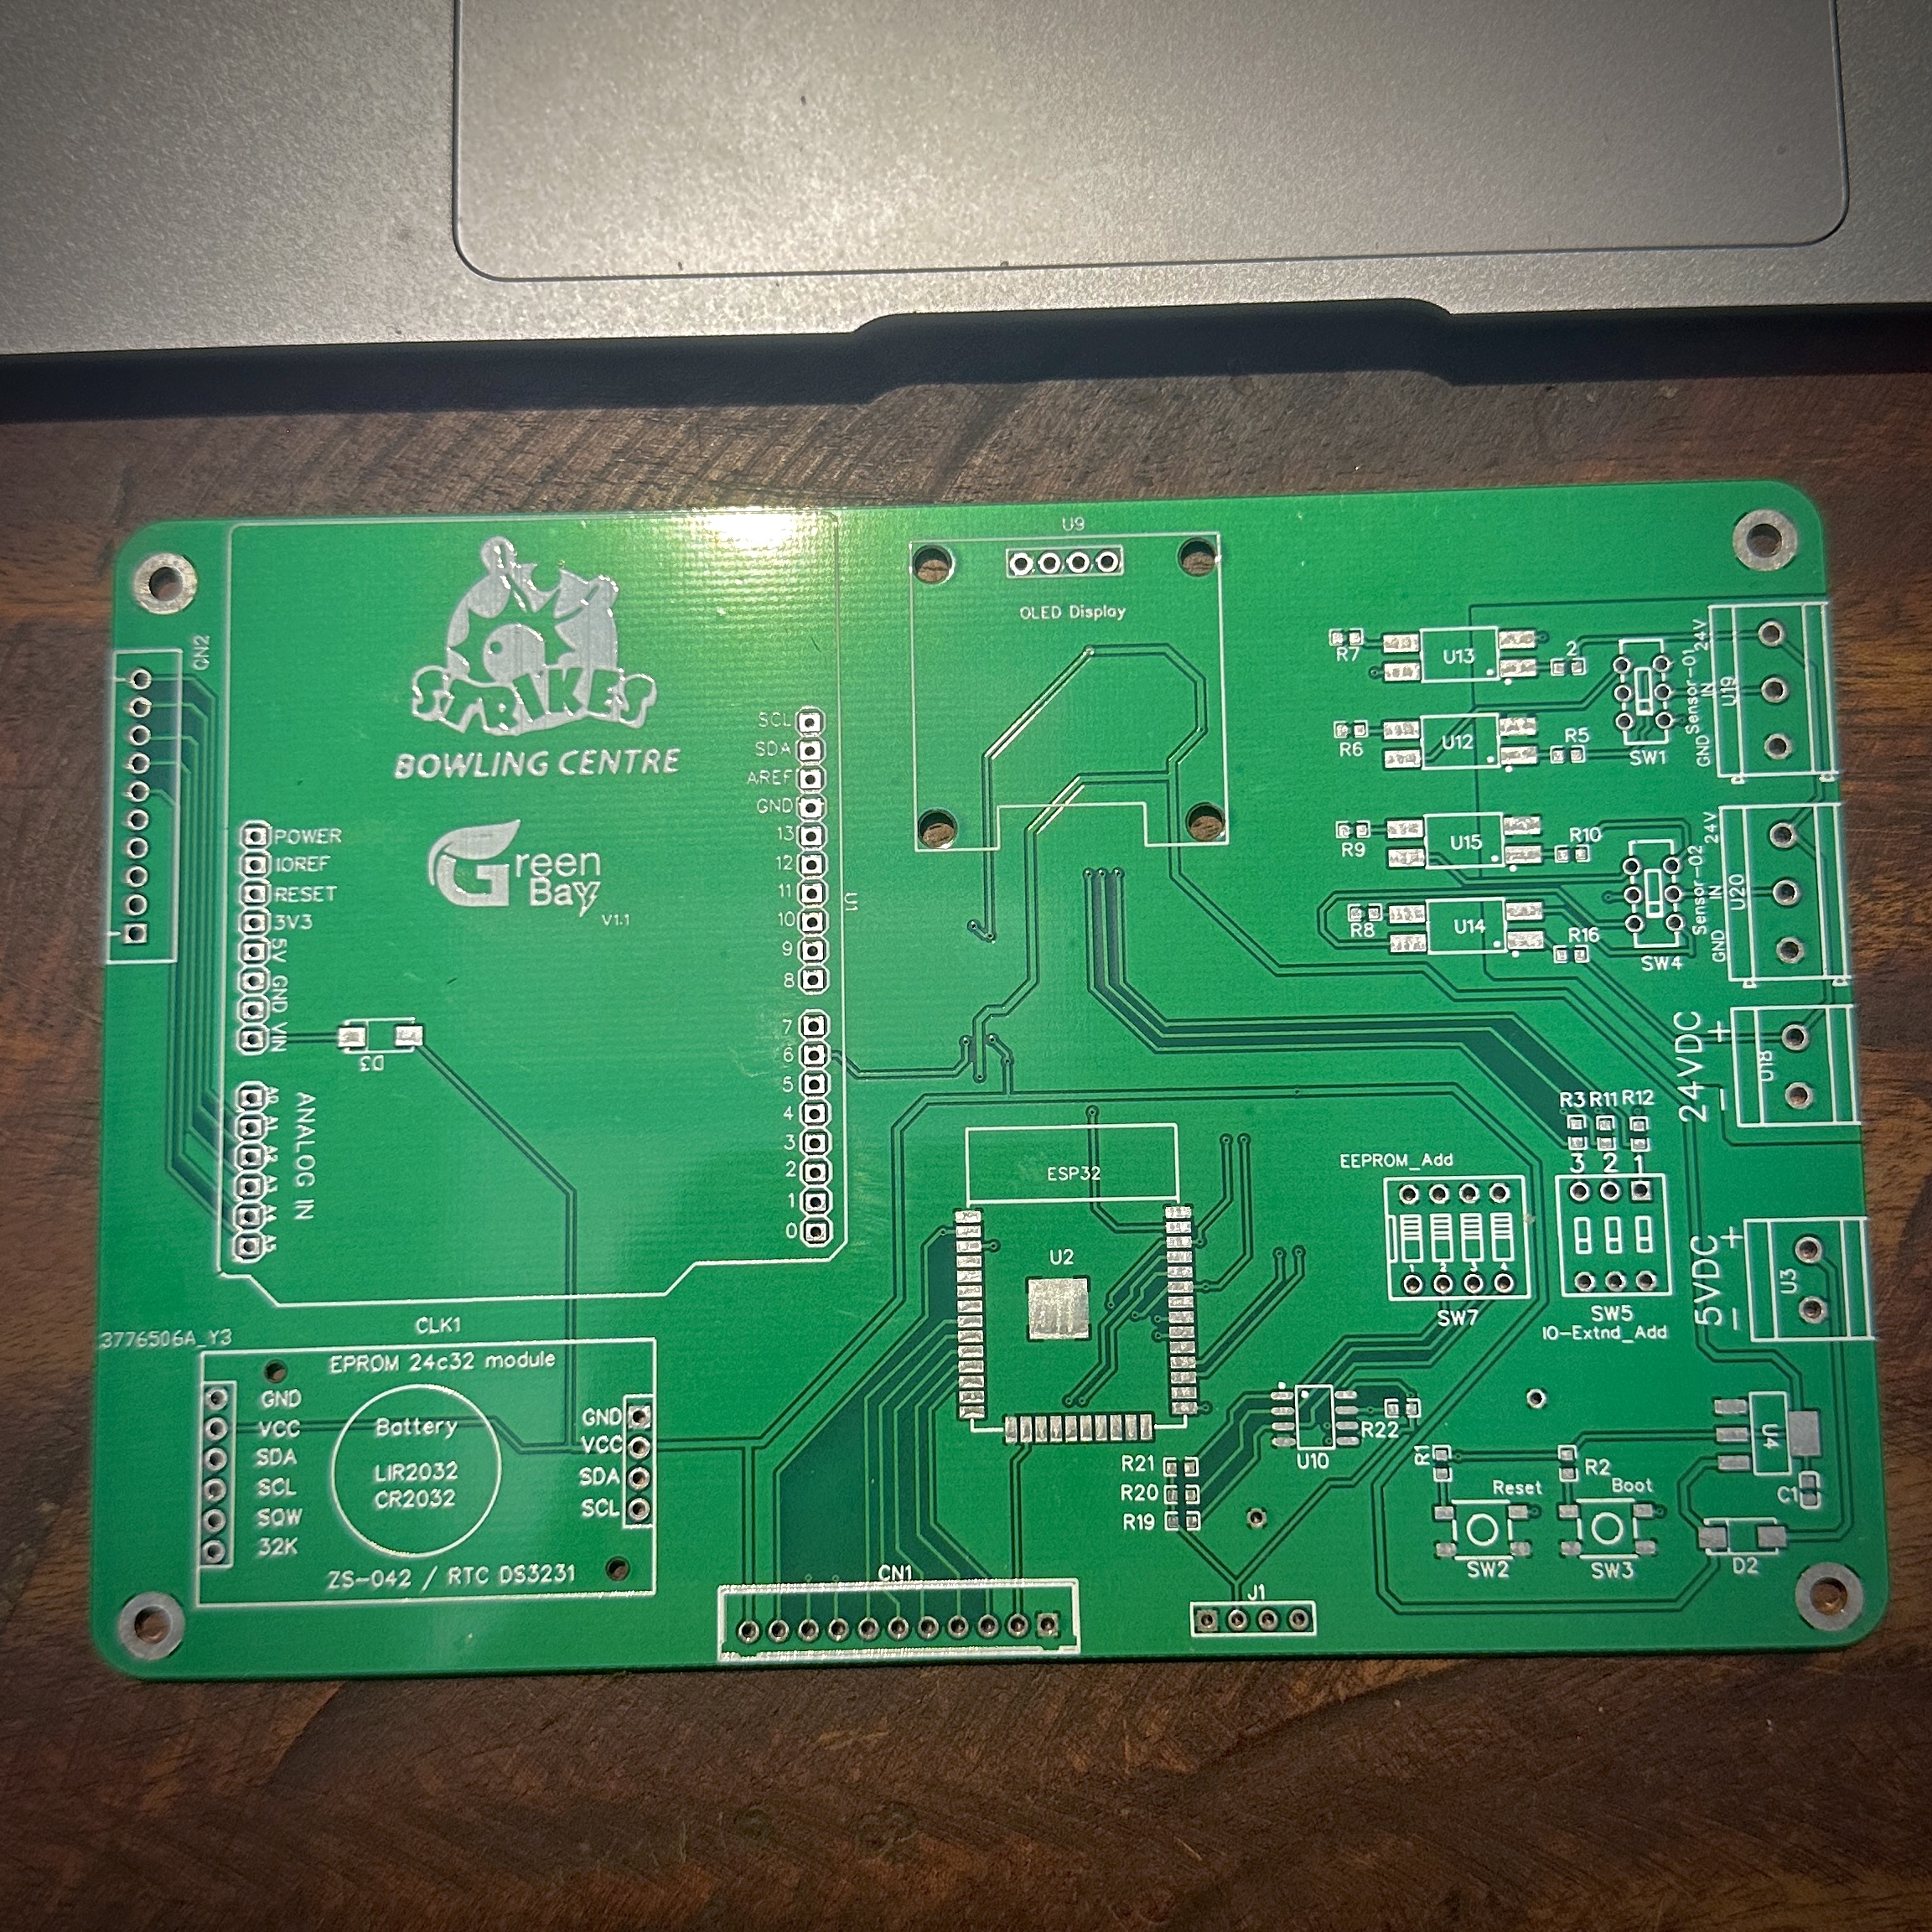 STRIKES
BOWLING CENTRE
Green
Bay
V1.1
CN2
POWER
IOREF
RESET
3V3
5V
GND
VIN
A0
A1
A2
A3
A4
A5
ANALOG IN
D3
SCL
SDA
AREF
GND
13
12
11
10
9
8
7
6
5
4
3
2
1
0
U1
U9
OLED Display
R7
U13
2
R6
U12
R5
SW1
Sensor-01
24V
IN
GND
U19
R9
U15
R10
R8
U14
R16
SW4
Sensor-02
24V
IN
GND
U20
24VDC
+
-
U18
R3 R11 R12
3 2 1
EEPROM_Add
1 2 3 4
SW7
SW5
IO-Extnd_Add
5VDC
+
-
U3
ESP32
U2
3776506A_Y3
CLK1
EPROM 24c32 module
GND
VCC
SDA
SCL
SQW
32K
Battery
LIR2032
CR2032
GND
VCC
SDA
SCL
ZS-042 / RTC DS3231
CN1
R21
R20
R19
U10
R22
J1
R1
Reset
SW2
R2
Boot
SW3
U4
C1
D2